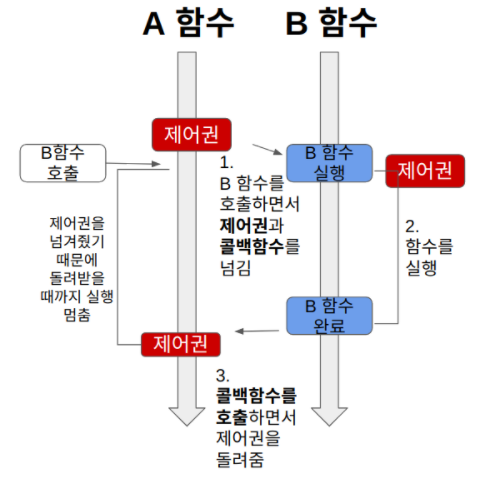 A 함수
B 함수
제어권
B함수
호출
1.
B 함수를
호출하면서
제어권과
콜백함수를
넘김
B 함수
실행
제어권
제어권을
넘겨줬기
때문에
돌려받을
때까지 실행
멈춤
2.
함수를
실행
B 함수
완료
제어권
3.
콜백함수를
호출하면서
제어권을
돌려줌